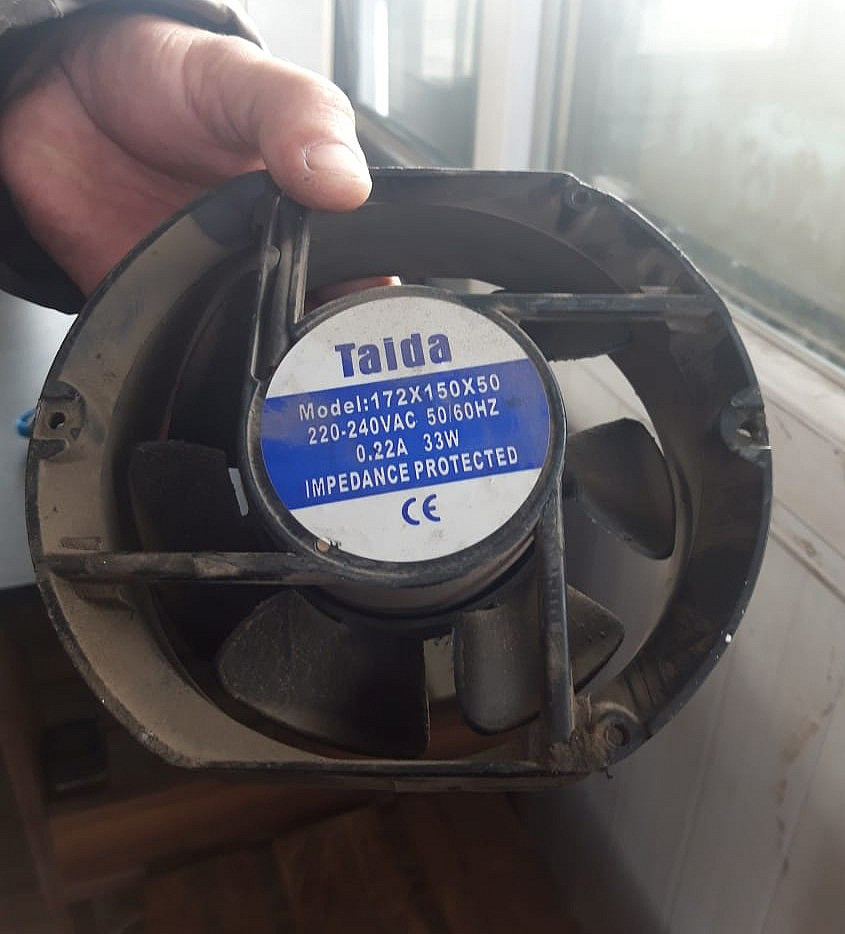 Taida
Model:172X150X50
220-240VAC 50/60HZ
0.22A 33W
IMPEDANCE PROTECTED
CE